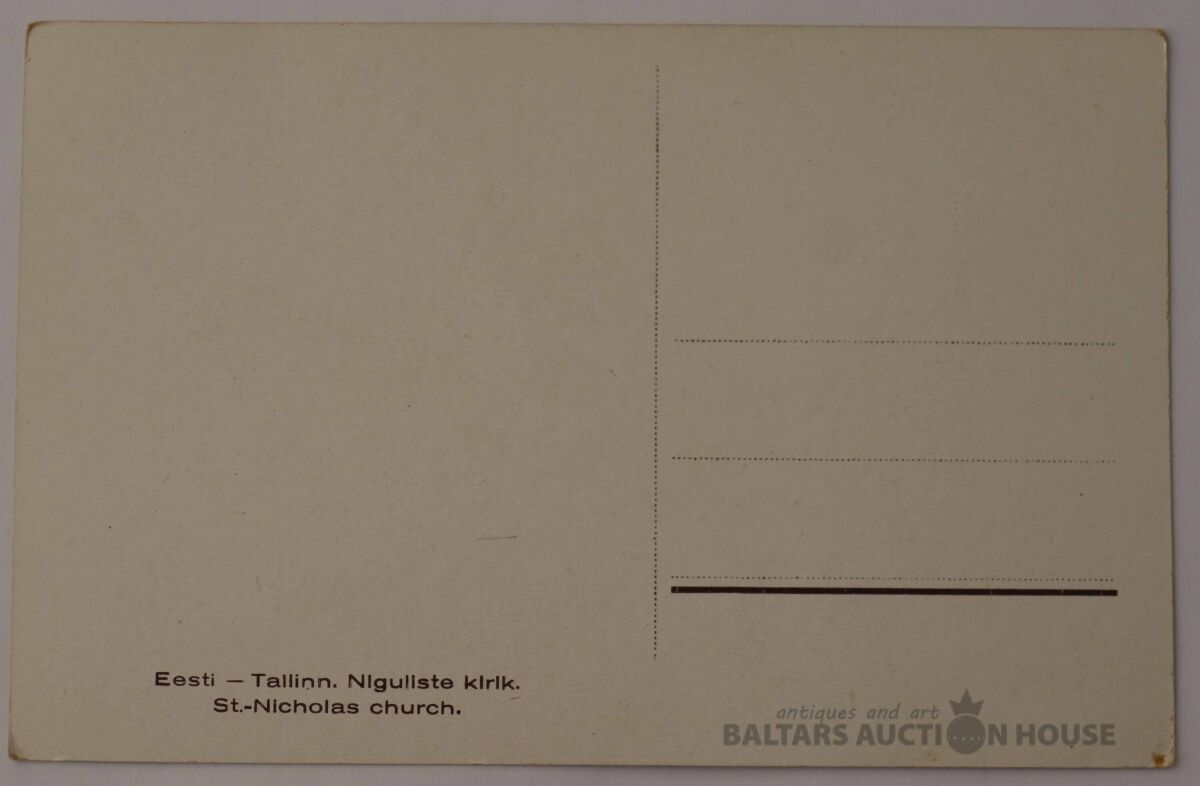 Eesti — Tallinn. Niguliste kirik.
St.-Nicholas church.
antiques and art
BALTARS AUCTION HOUSE